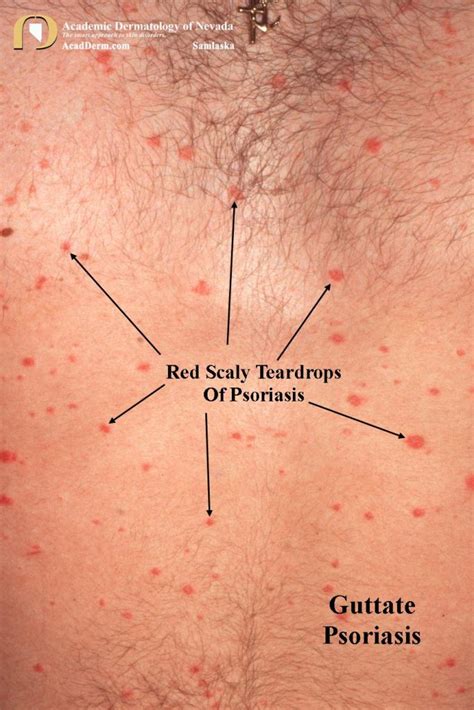 Academic Dermatology of Nevada
The smart approach to skin disorders.
AcadDerm.com Samlaska
Red Scaly Teardrops
Of Psoriasis
Guttate
Psoriasis